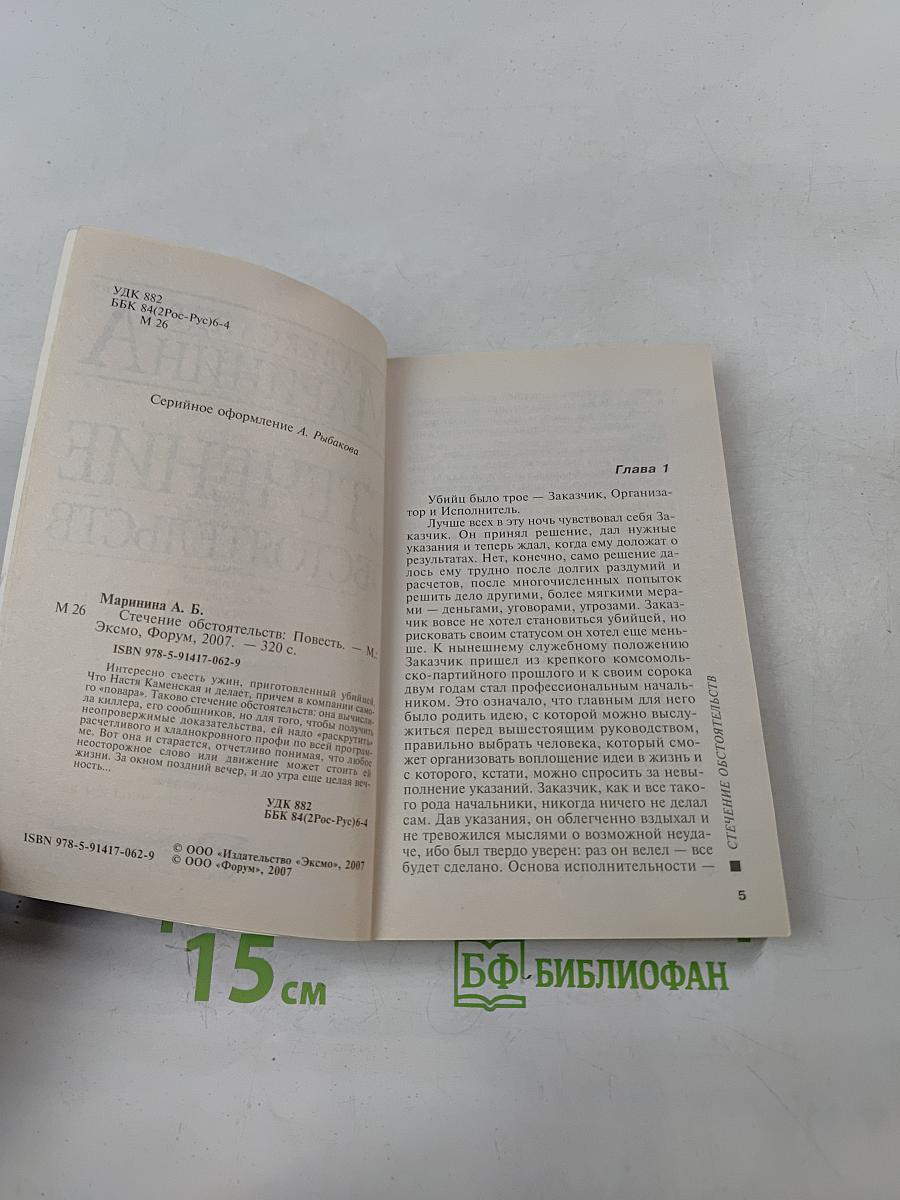 УДК 882
ББК 84(2Рос-Рус)6-4
М 26
Серийное оформление А. Рыбакова
Маринина А. Б.
М 26 Стечение обстоятельств: Повесть. — М.:
Эксмо, Форум, 2007. — 320 с.
ISBN 978-5-91417-062-9
Интересно съесть ужин, приготовленный убийцей.
Что Настя Каменская и делает, причем в компании само-
го «повара». Таково стечение обстоятельств: она вычисли-
ла киллера, его сообщников, но для того, чтобы получить
неопровержимые доказательства, ей надо «раскрутить»
расчетливого и хладнокровного профи по всей програм-
ме. Вот она и старается, отчетливо понимая, что любое
неосторожное слово или движение может стоить ей
жизни. За окном поздний вечер, и до утра еще целая веч-
ность...
УДК 882
ББК 84(2Рос-Рус)6-4
ISBN 978-5-91417-062-9
© ООО «Издательство «Эксмо», 2007
© ООО «Форум», 2007
Глава 1
Убийц было трое — Заказчик, Организа-
тор и Исполнитель.
Лучше всех в эту ночь чувствовал себя За-
казчик. Он принял решение, дал нужные
указания и теперь ждал, когда ему доложат о
результатах. Нет, конечно, само решение да-
лось ему трудно после долгих раздумий и
расчетов, после многочисленных попыток
решить дело другими, более мягкими мера-
ми — деньгами, уговорами, угрозами. Заказ-
чик вовсе не хотел становиться убийцей, но
рисковать своим статусом он хотел еще мень-
ше. К нынешнему служебному положению
Заказчик пришел из крепкого комсомоль-
ско-партийного прошлого и к своим сорока
двум годам стал профессиональным началь-
ником. Это означало, что главным для него
было родить идею, с которой можно выслу-
житься перед вышестоящим руководством,
правильно выбрать человека, который смо-
жет организовать воплощение идеи в жизнь и
с которого, кстати, можно спросить за невы-
полнение указаний. Заказчик, как и все тако-
го рода начальники, никогда ничего не делал
сам. Дав указания, он облегченно вздыхал и
не тревожился мыслями о возможной неуда-
че, ибо был твердо уверен: раз он велел — все
будет сделано. Основа исполнительности —
СТЕЧЕНИЕ ОБСТОЯТЕЛЬСТВ
5
15 см
БФ БИБЛИОФАН